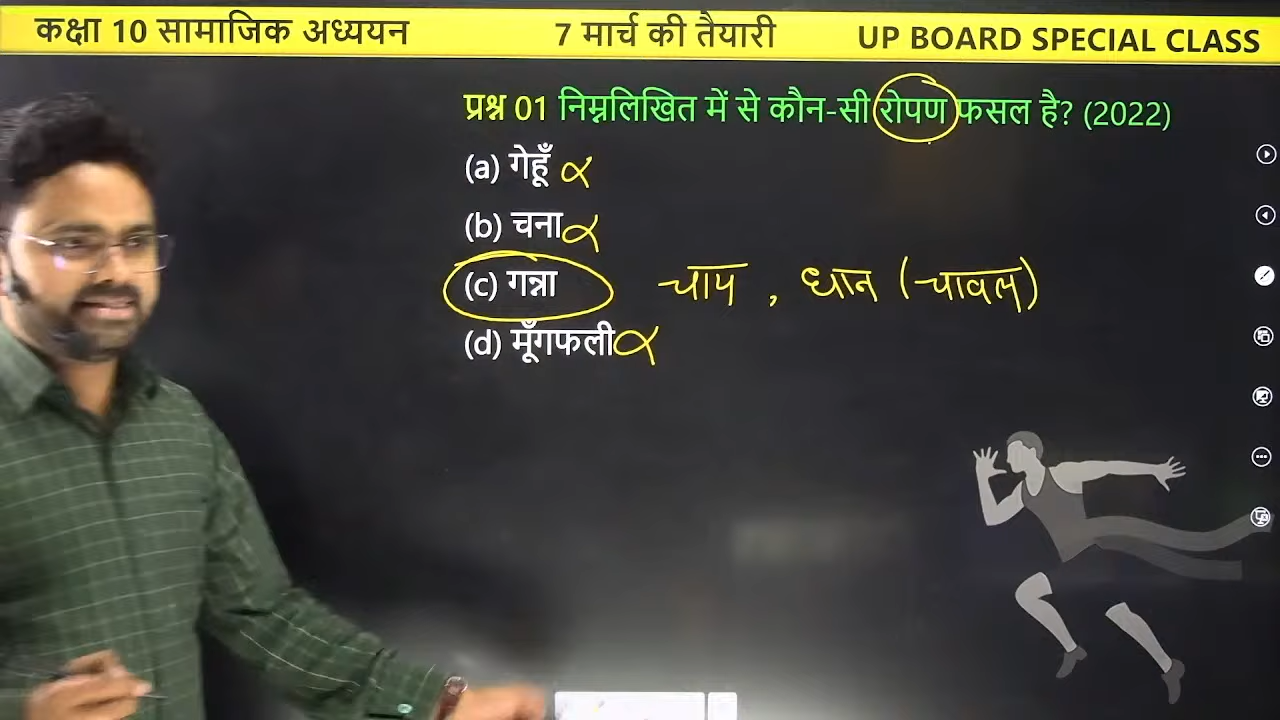 कक्षा 10 सामाजिक अध्ययन 7 मार्च की तैयारी UP BOARD SPECIAL CLASS
प्रश्न 01 निम्नलिखित में से कौन-सी रोपण फसल है? (2022)
(a) गेहूँ
(b) चना
(c) गन्ना चाय , धान (चावल)
(d) मूँगफली